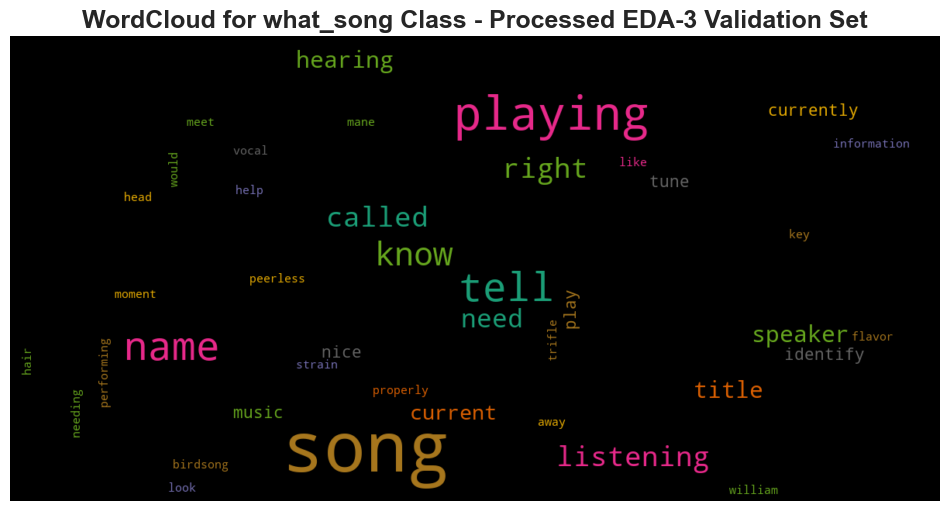 WordCloud for what_song Class - Processed EDA-3 Validation Set
hearing
playing
currently
meet
mane
information
vocal
would
right
like
tune
help
head
called
key
know
peerless
tell
moment
play
need
trifle
speaker
flavor
name
nice
identify
hair
performing
strain
properly
title
needing
music
current
away
song
listening
birdsong
look
william